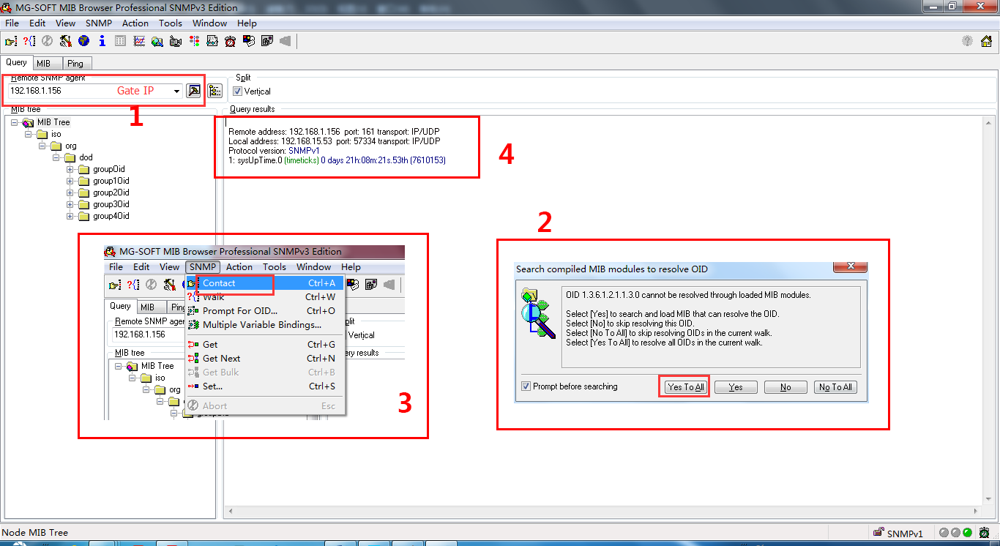 MG-SOFT MIB Browser Professional SNMPv3 Edition
File Edit View SNMP Action Tools Window Help
Query MIB Ping
Remote SNMP agent
192.168.1.156 Gate IP
1
Split
Vertical
MIB tree
MIB Tree
iso
org
dod
group0id
group1Oid
group2Oid
group3Oid
group4Oid
Query results
Remote address: 192.168.1.156 port: 161 transport: IP/UDP
Local address: 192.168.15.53 port: 57334 transport: IP/UDP
Protocol version: SNMPv1
1: sysUpTime.0 (timeticks) 0 days 21h:08m:21s.53th (7610153)
4
MG-SOFT MIB Browser Professional SNMPv3 Edition
File Edit View SNMP Action Tools Window Help
Query MIB Pin
Remote SNMP agen
192.168.1.156
plit
Vertical
MIB tree
ery results
MIB Tree
iso
org
Contact Ctrl+A
Walk Ctrl+W
Prompt For OID... Ctrl+O
Multiple Variable Bindings...
Get Ctrl+G
Get Next Ctrl+N
Get Bulk Ctrl+B
Set... Ctrl+S
Abort Esc
3
2
Search compiled MIB modules to resolve OID
OID 1.3.6.1.2.1.1.3.0 cannot be resolved through loaded MIB modules.
Select [Yes] to search and load MIB that can resolve the OID.
Select [No] to skip resolving this OID.
Select [No To All] to skip resolving OIDs in the current walk.
Select [Yes To All] to resolve all OIDs in the current walk.
Prompt before searching
Yes To All Yes No No To All
Node MIB Tree
SNMPv1